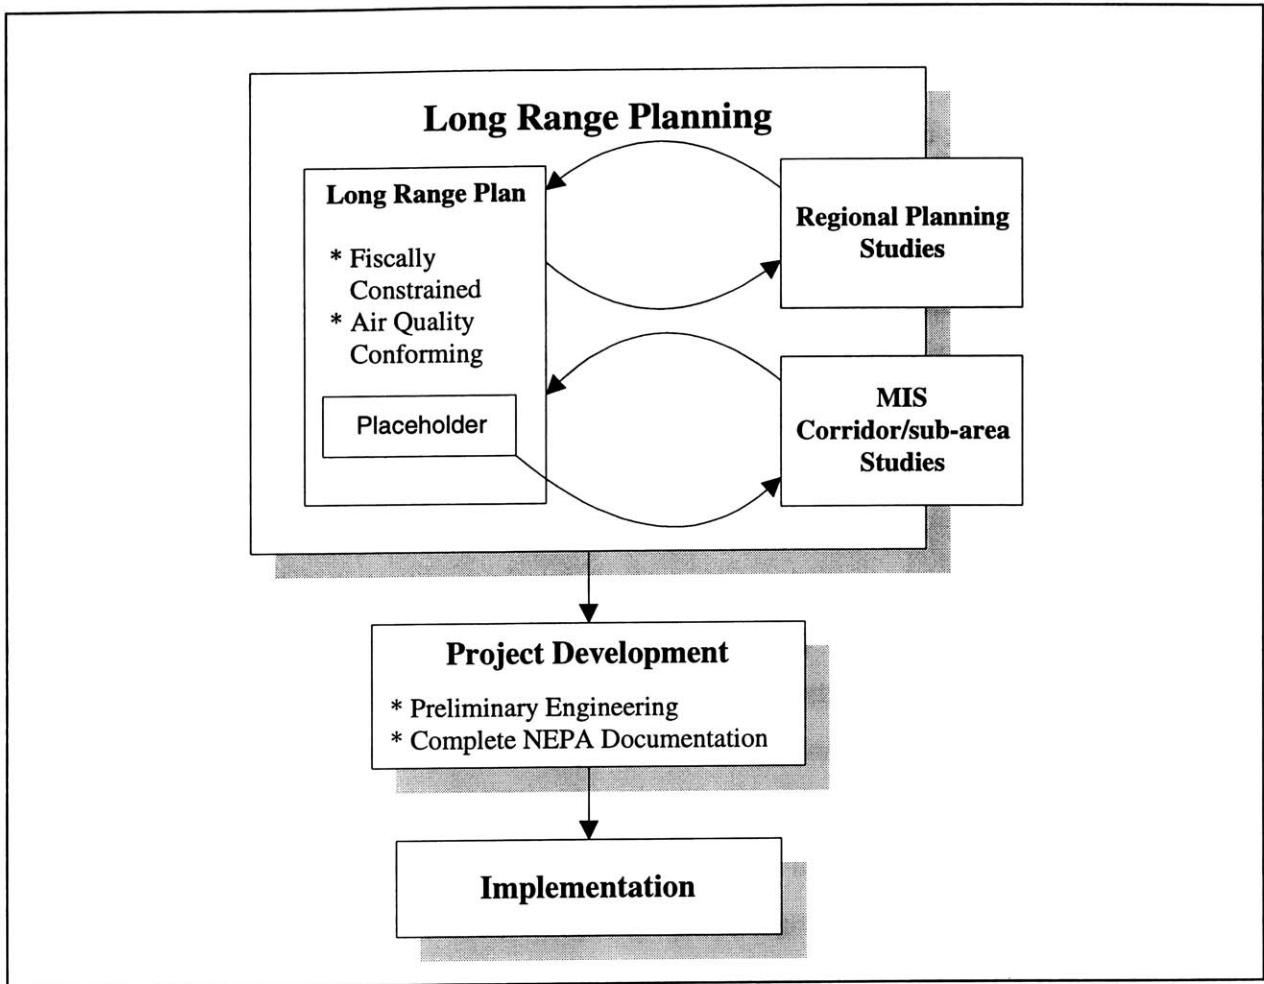 Long Range Planning
Long Range Plan
* Fiscally
Constrained
* Air Quality
Conforming
Placeholder
Regional Planning
Studies
MIS
Corridor/sub-area
Studies
Project Development
* Preliminary Engineering
* Complete NEPA Documentation
Implementation